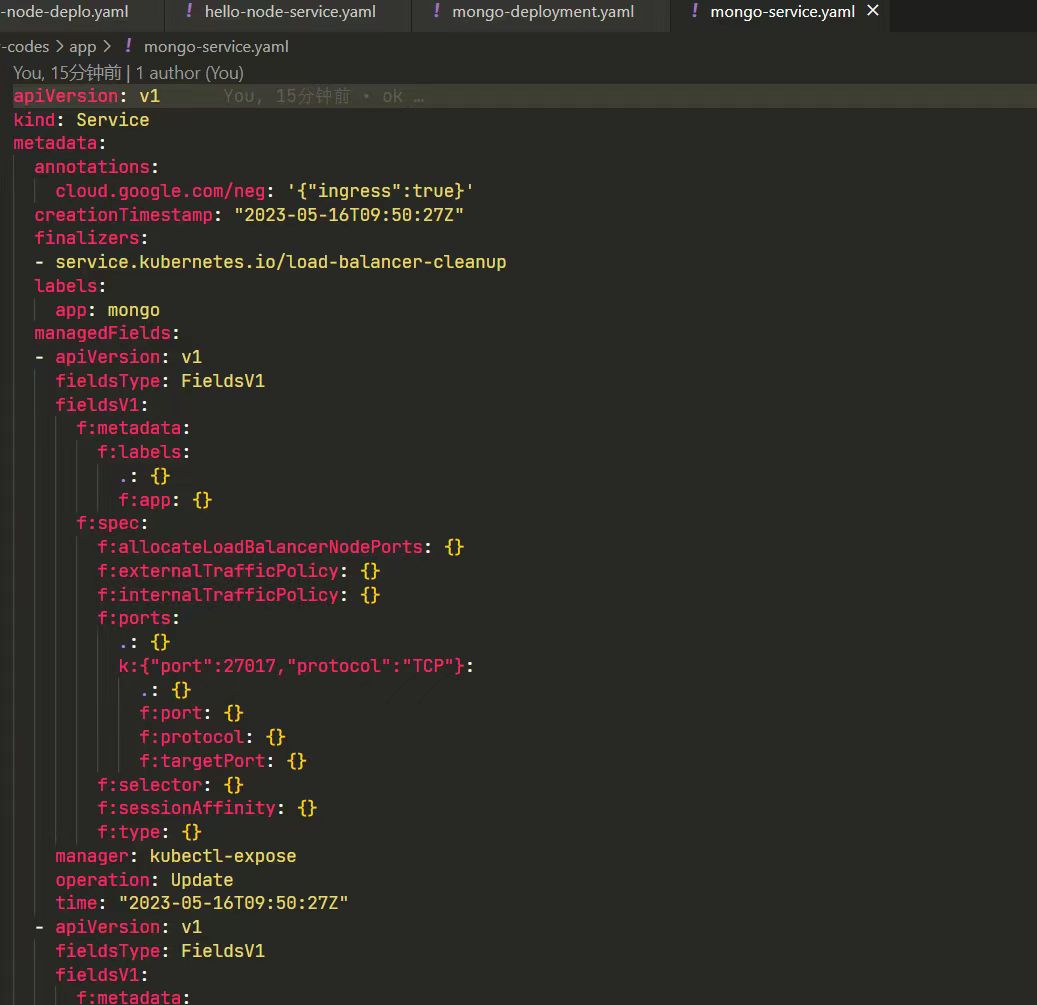 -node-deplo.yaml ! hello-node-service.yaml ! mongo-deployment.yaml ! mongo-service.yaml ×
-codes > app > ! mongo-service.yaml
You, 15分钟前 | 1 author (You)
apiVersion: v1 You, 15分钟前 • ok …
kind: Service
metadata:
  annotations:
    cloud.google.com/neg: '{"ingress":true}'
  creationTimestamp: "2023-05-16T09:50:27Z"
  finalizers:
  - service.kubernetes.io/load-balancer-cleanup
  labels:
    app: mongo
  managedFields:
  - apiVersion: v1
    fieldsType: FieldsV1
    fieldsV1:
      f:metadata:
        f:labels:
          .: {}
          f:app: {}
      f:spec:
        f:allocateLoadBalancerNodePorts: {}
        f:externalTrafficPolicy: {}
        f:internalTrafficPolicy: {}
        f:ports:
          .: {}
          k:{"port":27017,"protocol":"TCP"}:
            .: {}
            f:port: {}
            f:protocol: {}
            f:targetPort: {}
        f:selector: {}
        f:sessionAffinity: {}
        f:type: {}
    manager: kubectl-expose
    operation: Update
    time: "2023-05-16T09:50:27Z"
  - apiVersion: v1
    fieldsType: FieldsV1
    fieldsV1:
      f:metadata: